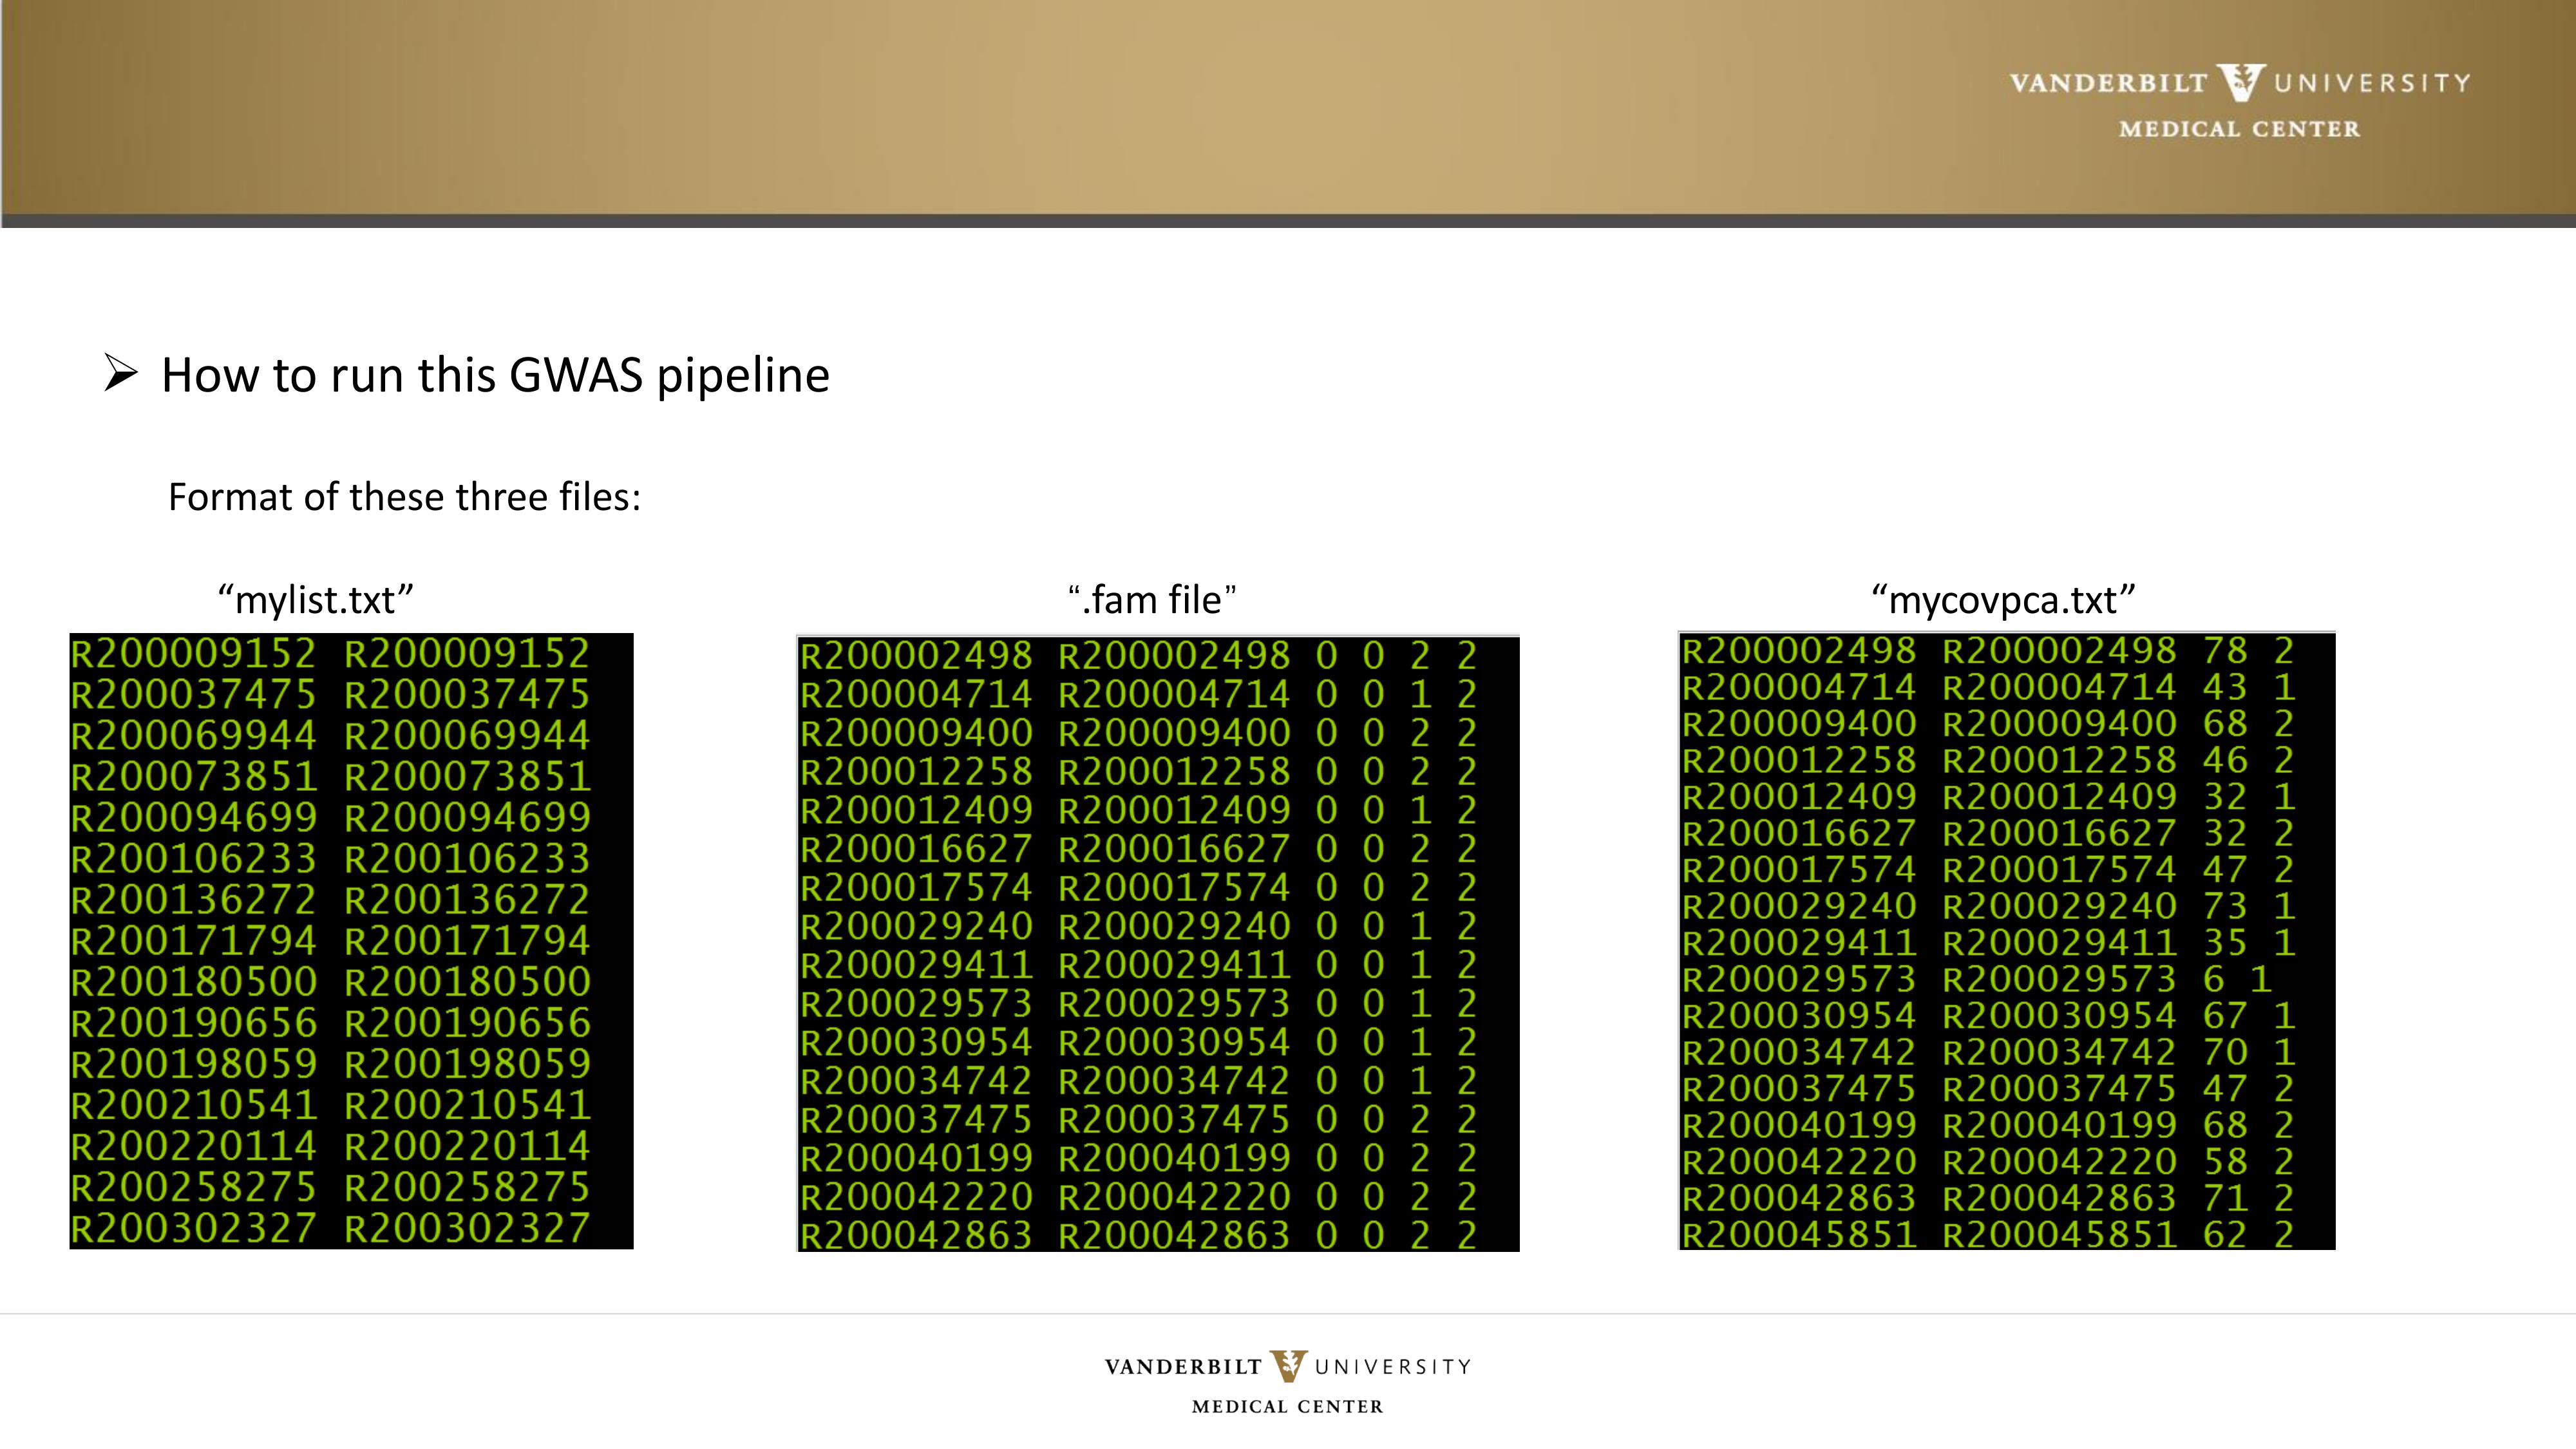 VANDERBILT UNIVERSITY
MEDICAL CENTER
How to run this GWAS pipeline
Format of these three files:
“mylist.txt”
R200009152 R200009152
R200037475 R200037475
R200069944 R200069944
R200073851 R200073851
R200094699 R200094699
R200106233 R200106233
R200136272 R200136272
R200171794 R200171794
R200180500 R200180500
R200190656 R200190656
R200198059 R200198059
R200210541 R200210541
R200220114 R200220114
R200258275 R200258275
R200302327 R200302327
“.fam file”
R200002498 R200002498 0 0 2 2
R200004714 R200004714 0 0 1 2
R200009400 R200009400 0 0 2 2
R200012258 R200012258 0 0 2 2
R200012409 R200012409 0 0 1 2
R200016627 R200016627 0 0 2 2
R200017574 R200017574 0 0 2 2
R200029240 R200029240 0 0 1 2
R200029411 R200029411 0 0 1 2
R200029573 R200029573 0 0 1 2
R200030954 R200030954 0 0 1 2
R200034742 R200034742 0 0 1 2
R200037475 R200037475 0 0 2 2
R200040199 R200040199 0 0 2 2
R200042220 R200042220 0 0 2 2
R200042863 R200042863 0 0 2 2
“mycovpca.txt”
R200002498 R200002498 78 2
R200004714 R200004714 43 1
R200009400 R200009400 68 2
R200012258 R200012258 46 2
R200012409 R200012409 32 1
R200016627 R200016627 32 2
R200017574 R200017574 47 2
R200029240 R200029240 73 1
R200029411 R200029411 35 1
R200029573 R200029573 6 1
R200030954 R200030954 67 1
R200034742 R200034742 70 1
R200037475 R200037475 47 2
R200040199 R200040199 68 2
R200042220 R200042220 58 2
R200042863 R200042863 71 2
R200045851 R200045851 62 2
VANDERBILT UNIVERSITY
MEDICAL CENTER